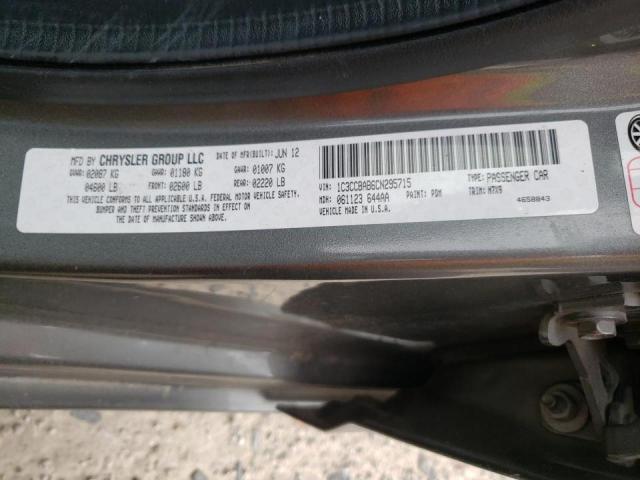 MFD BY CHRYSLER GROUP LLC DATE OF MFR(BUILT): JUN 12
GVWR: 02087 KG GAWR: 01180 KG GAWR: 01007 KG
04600 LB FRONT: 02600 LB REAR: 02220 LB
THIS VEHICLE CONFORMS TO ALL APPLICABLE U.S.A. FEDERAL MOTOR VEHICLE SAFETY,
BUMPER AND THEFT PREVENTION STANDARDS IN EFFECT ON
THE DATE OF MANUFACTURE SHOWN ABOVE.
VIN: 1C3CCBAB6CN295715 TYPE: PASSENGER CAR
MDH: 061123 644AA PAINT: PDM TRIM: M7X9
VEHICLE MADE IN U.S.A. 4658843